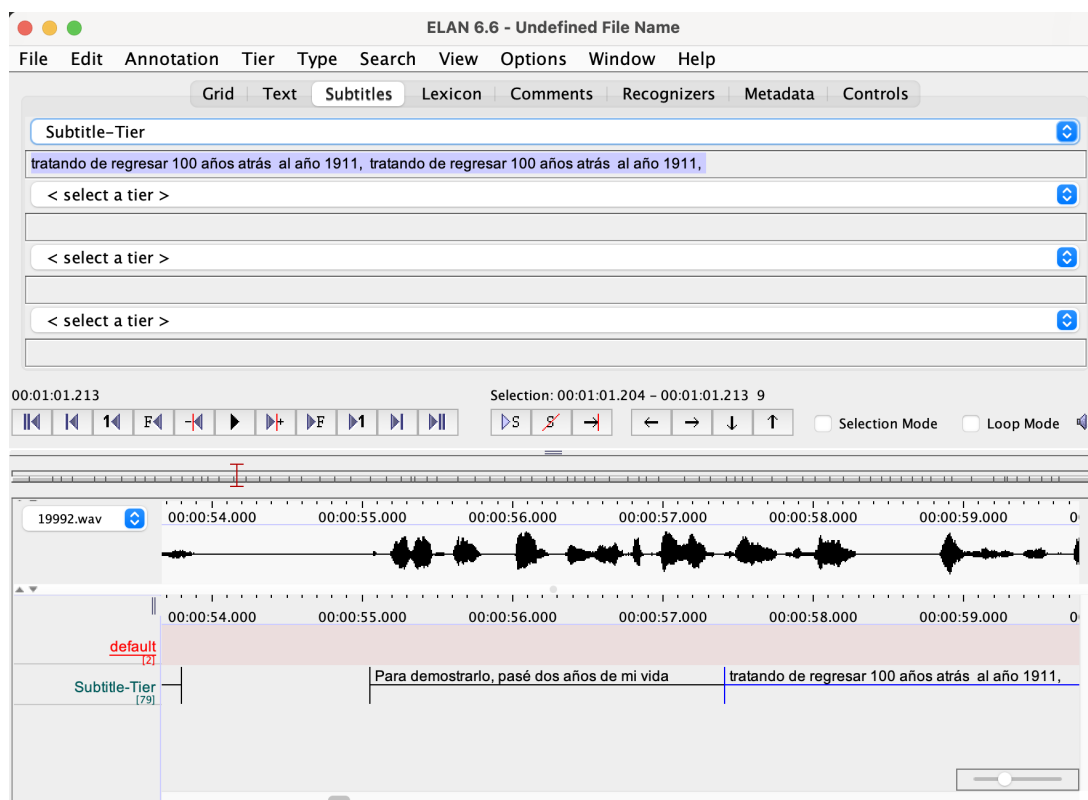 ELAN 6.6 - Undefined File Name
File Edit Annotation Tier Type Search View Options Window Help
Grid Text Subtitles Lexicon Comments Recognizers Metadata Controls
Subtitle-Tier
tratando de regresar 100 años atrás  al año 1911,  tratando de regresar 100 años atrás  al año 1911,
< select a tier >
< select a tier >
< select a tier >
00:01:01.213
Selection: 00:01:01.204 - 00:01:01.213  9
1 F + F 1 S S Selection Mode Loop Mode
19992.wav
00:00:54.000 00:00:55.000 00:00:56.000 00:00:57.000 00:00:58.000 00:00:59.000 0
00:00:54.000 00:00:55.000 00:00:56.000 00:00:57.000 00:00:58.000 00:00:59.000 0
default
[2]
Para demostrarlo, pasé dos años de mi vida tratando de regresar 100 años atrás  al año 1911,
Subtitle-Tier
[79]